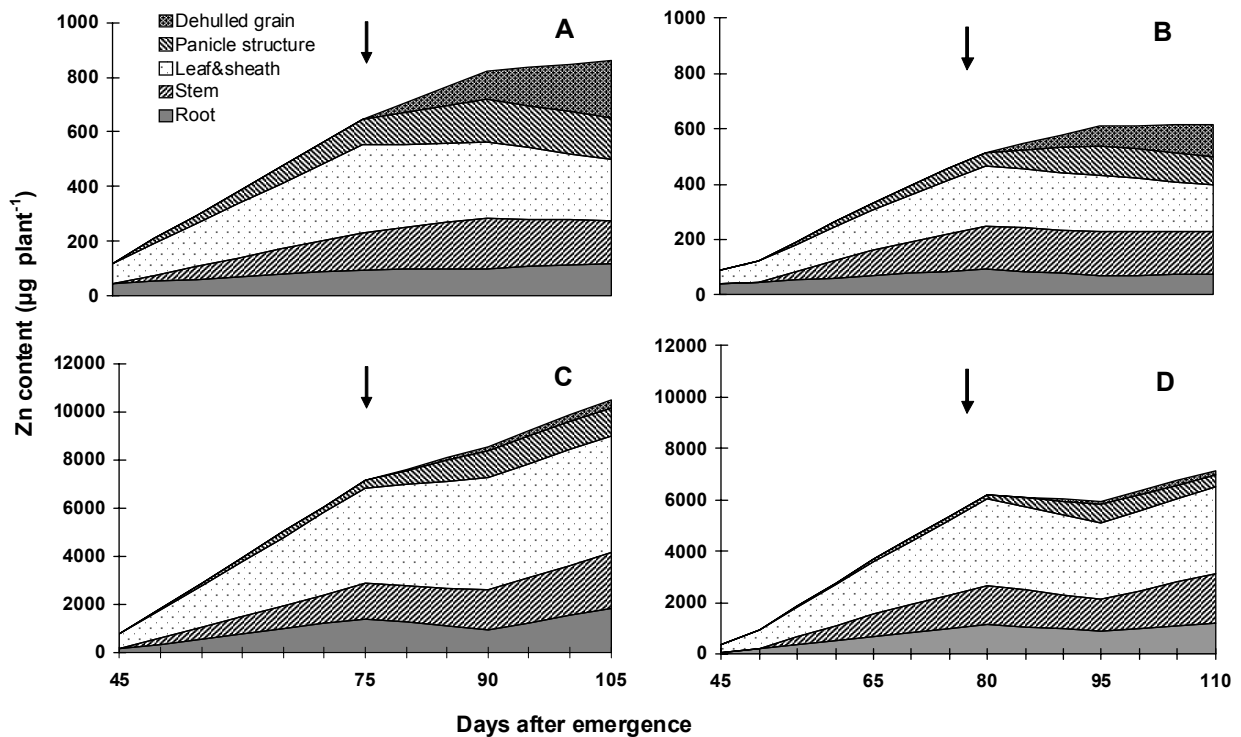 Dehulled grain
Panicle structure
Leaf&sheath
Stem
Root
A
1000
800
600
400
200
0
B
1000
800
600
400
200
0
Zn content (µg plant⁻¹)
C
12000
10000
8000
6000
4000
2000
0
45 75 90 105
D
12000
10000
8000
6000
4000
2000
0
45 65 80 95 110
Days after emergence